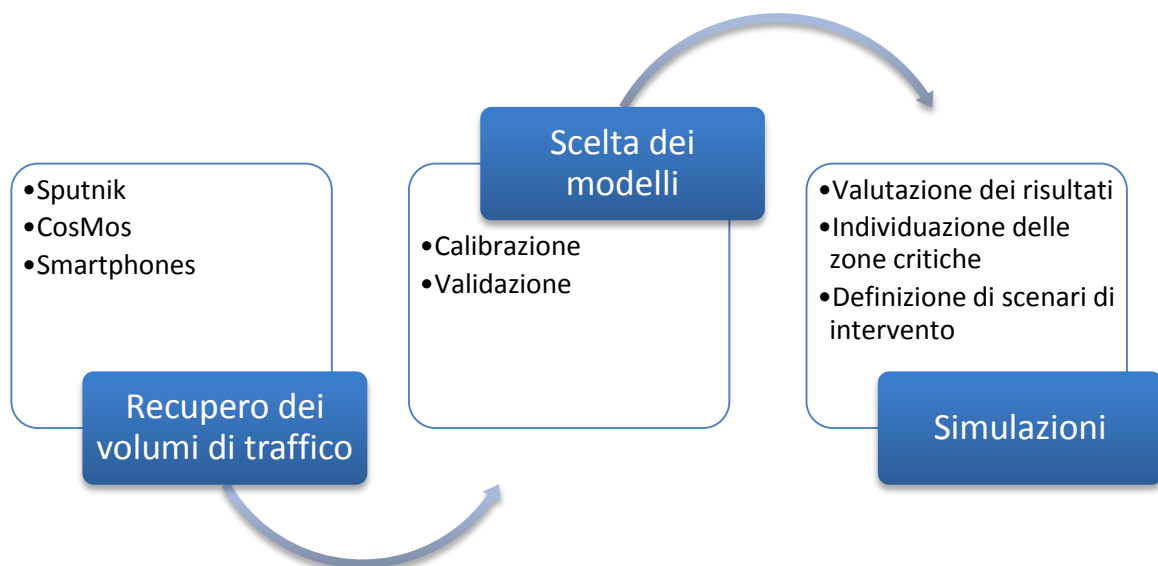 •Sputnik
•CosMos
•Smartphones
Recupero dei
volumi di traffico
Scelta dei
modelli
•Calibrazione
•Validazione
•Valutazione dei risultati
•Individuazione delle
zone critiche
•Definizione di scenari di
intervento
Simulazioni